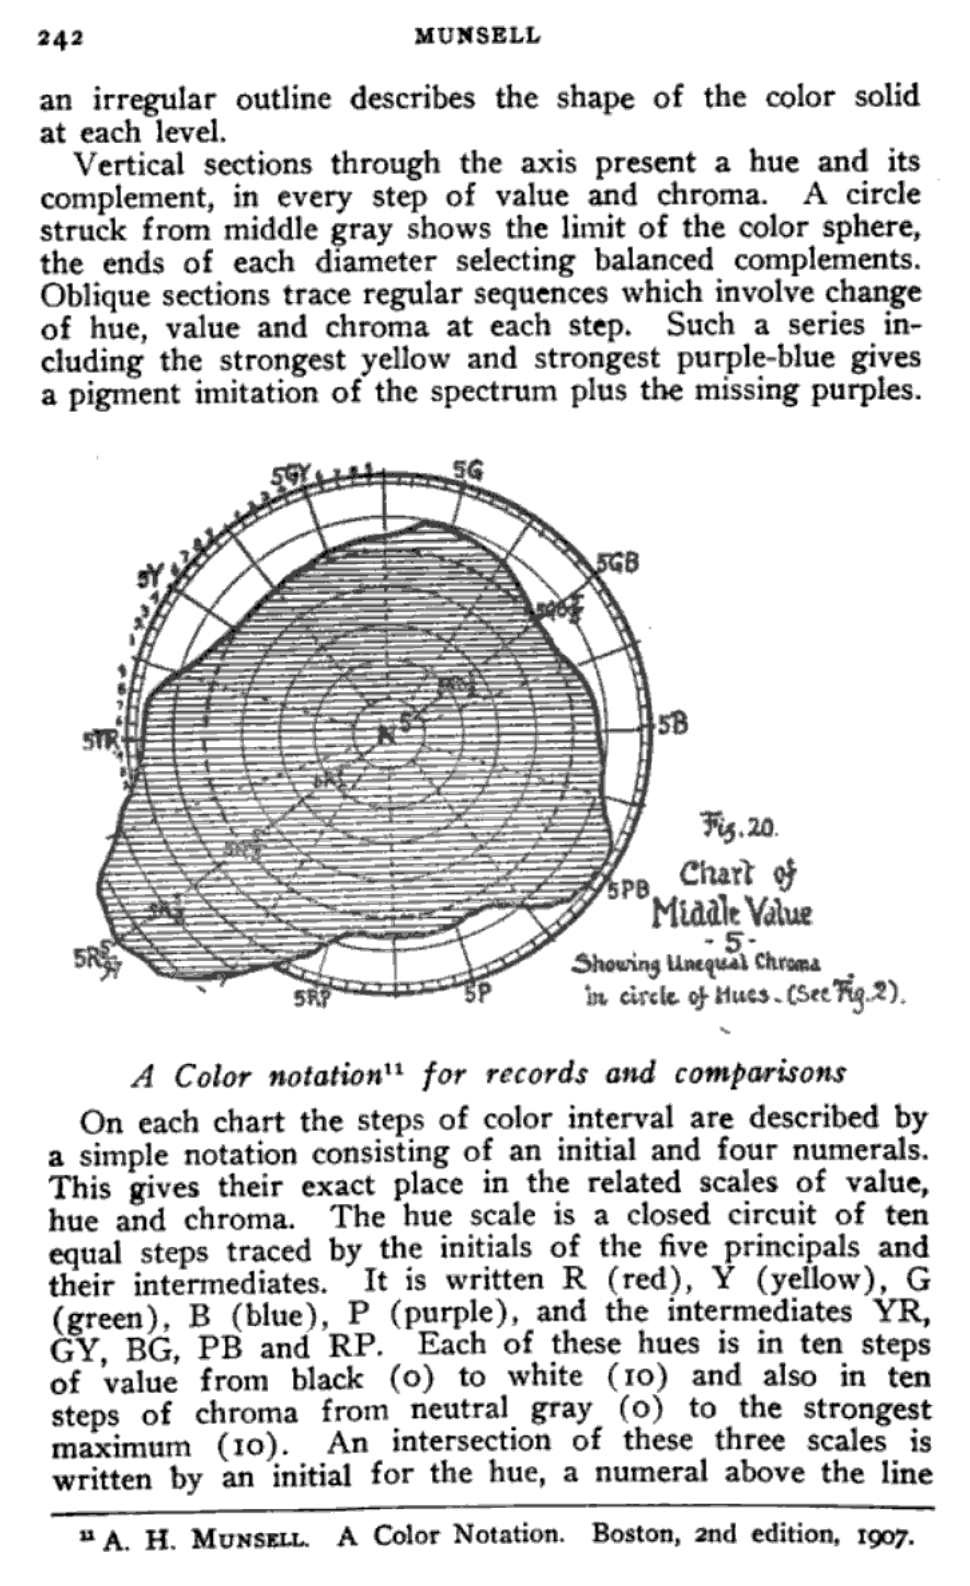 242 MUNSELL
an irregular outline describes the shape of the color solid
at each level.
Vertical sections through the axis present a hue and its
complement, in every step of value and chroma. A circle
struck from middle gray shows the limit of the color sphere,
the ends of each diameter selecting balanced complements.
Oblique sections trace regular sequences which involve change
of hue, value and chroma at each step. Such a series in-
cluding the strongest yellow and strongest purple-blue gives
a pigment imitation of the spectrum plus the missing purples.
5GY
5G
5Y
5GB
N 5
5YR
5B
Fig. 20.
5PB
Chart of
Middle Value
- 5 -
5R
Showing Unequal Chroma
5RP
5P
in circle of Hues. (See Fig. 2).
A Color notation¹¹ for records and comparisons
On each chart the steps of color interval are described by
a simple notation consisting of an initial and four numerals.
This gives their exact place in the related scales of value,
hue and chroma. The hue scale is a closed circuit of ten
equal steps traced by the initials of the five principals and
their intermediates. It is written R (red), Y (yellow), G
(green), B (blue), P (purple), and the intermediates YR,
GY, BG, PB and RP. Each of these hues is in ten steps
of value from black (0) to white (10) and also in ten
steps of chroma from neutral gray (0) to the strongest
maximum (10). An intersection of these three scales is
written by an initial for the hue, a numeral above the line
¹¹ A. H. MUNSELL. A Color Notation. Boston, 2nd edition, 1907.